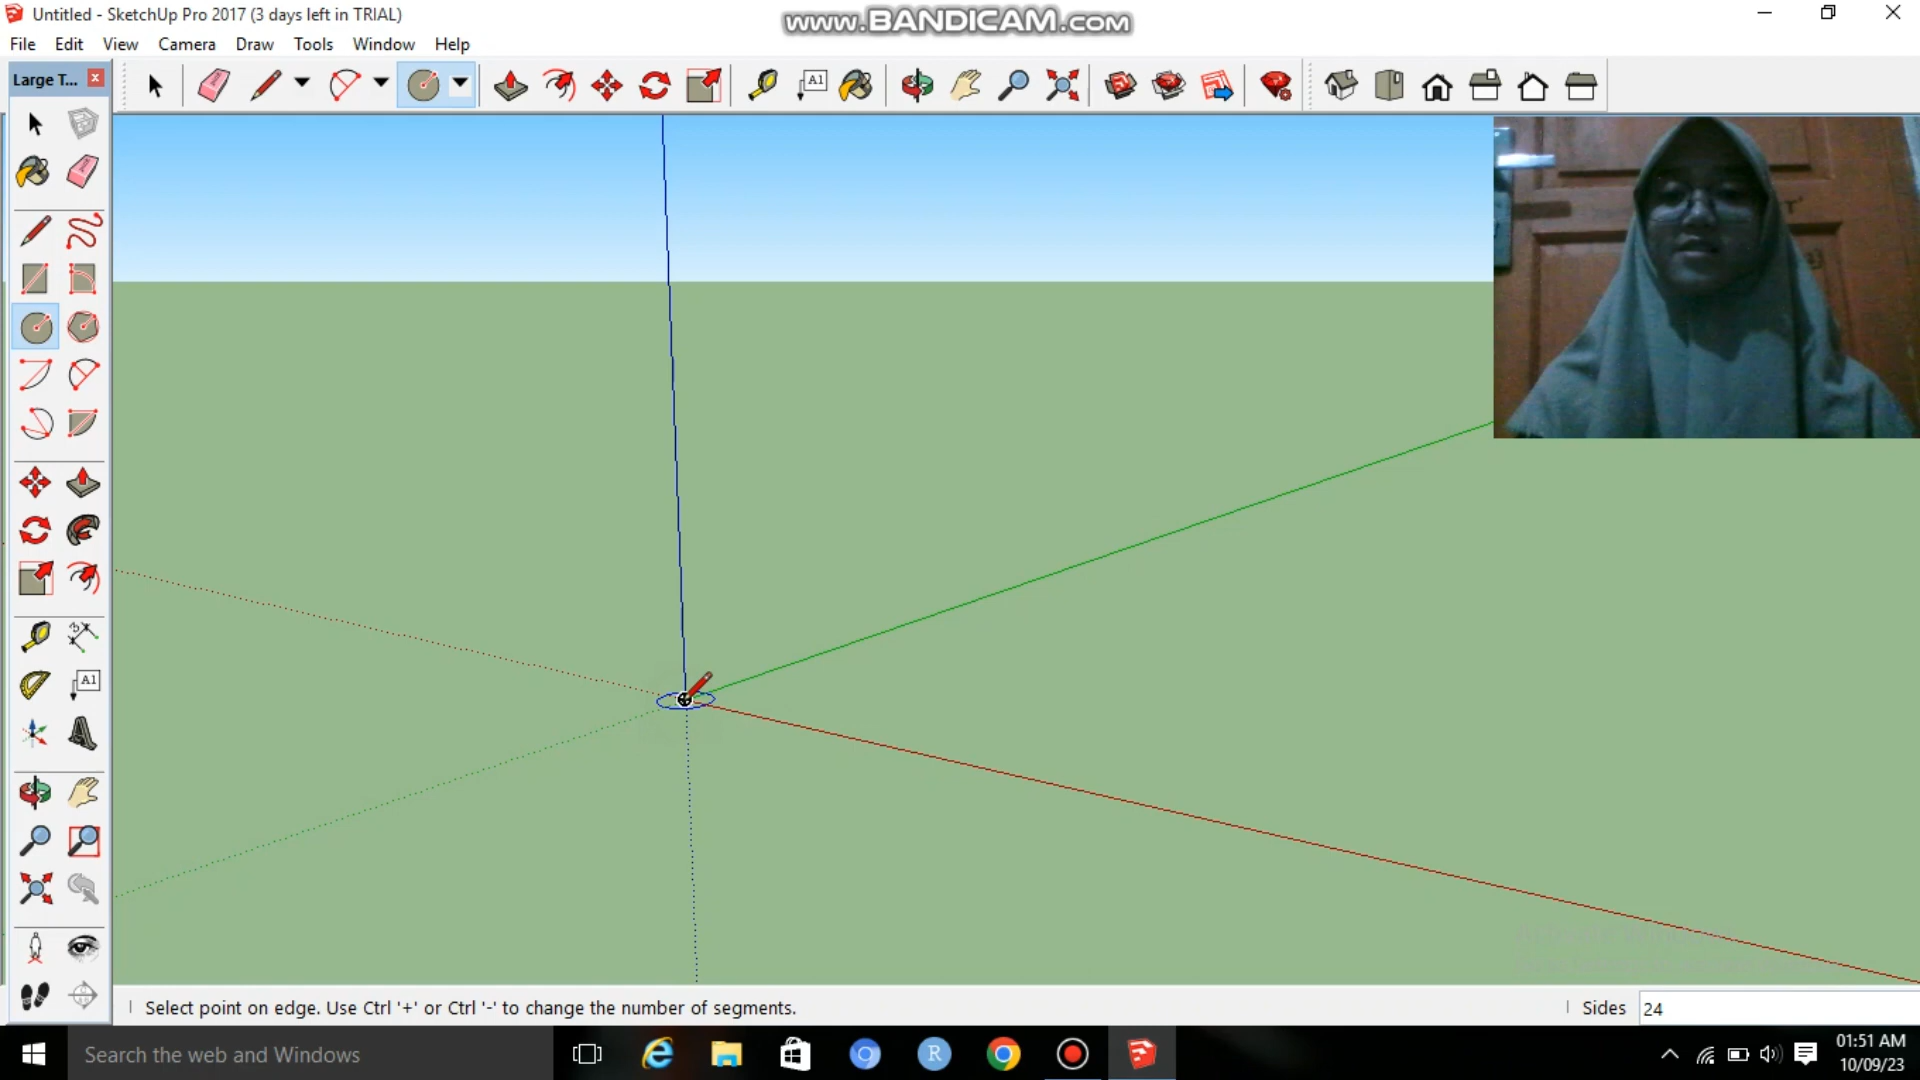 Untitled - SketchUp Pro 2017 (3 days left in TRIAL)
www.BANDICAM.com
File Edit View Camera Draw Tools Window Help
Large T...
A1
A1
Select point on edge. Use Ctrl '+' or Ctrl '-' to change the number of segments.
Sides 24
Search the web and Windows
01:51 AM
10/09/23